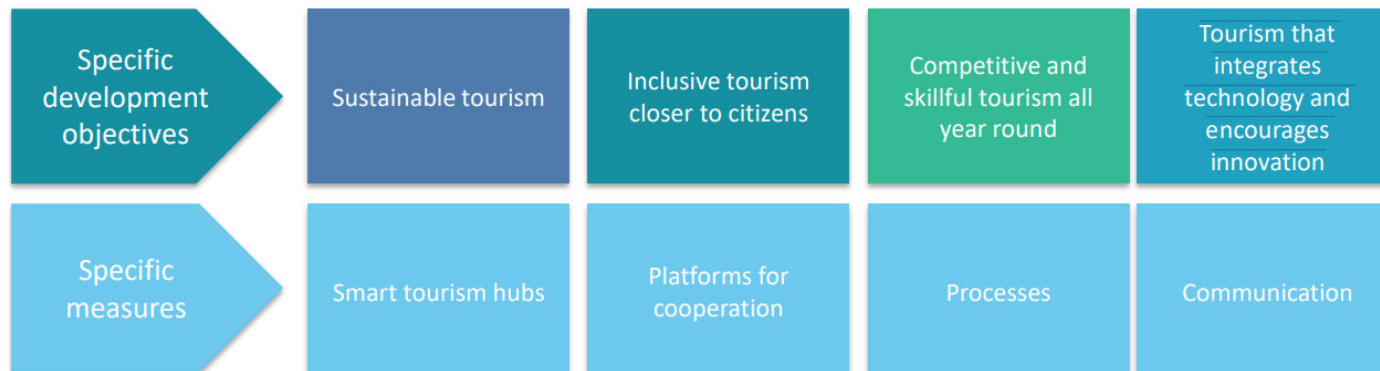 Specific
development
objectives
Sustainable tourism
Inclusive tourism
closer to citizens
Competitive and
skillful tourism all
year round
Tourism that
integrates
technology and
encourages
innovation
Specific
measures
Smart tourism hubs
Platforms for
cooperation
Processes
Communication